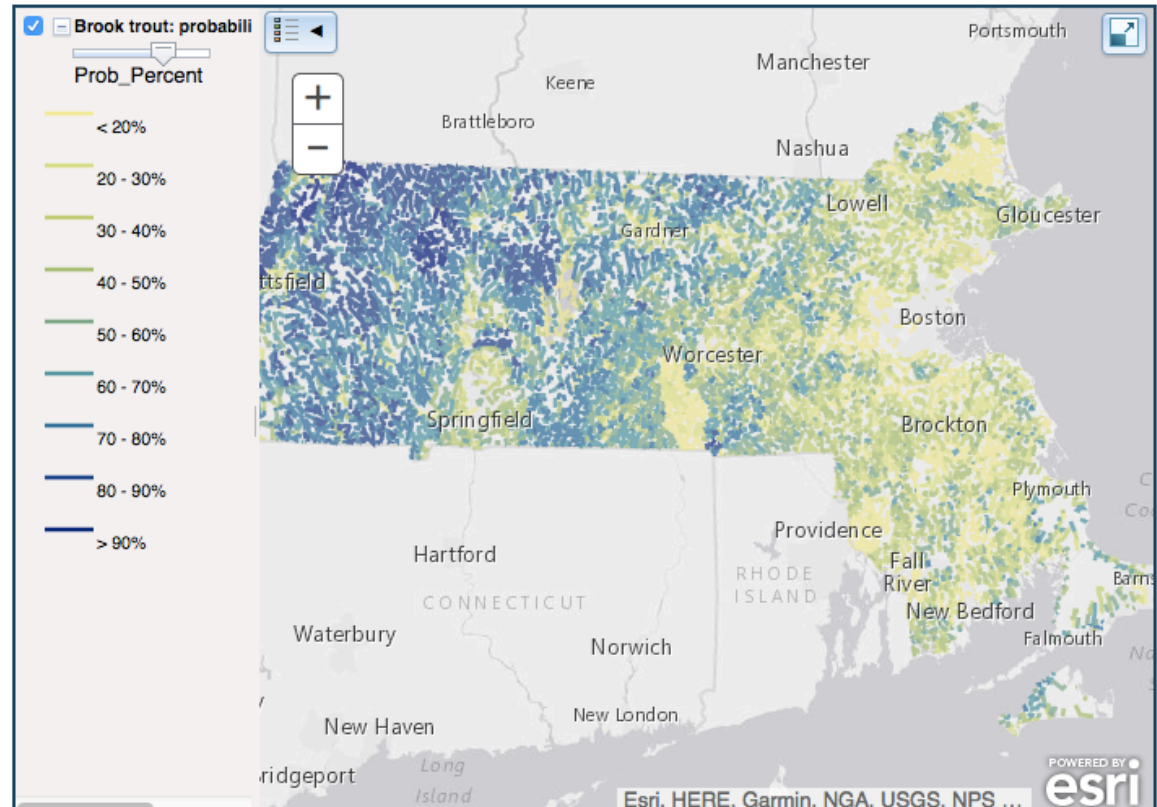 Brook trout: probabili
Prob_Percent
< 20%
20 - 30%
30 - 40%
40 - 50%
50 - 60%
60 - 70%
70 - 80%
80 - 90%
> 90%
+
−
Portsmouth
Manchester
Keene
Brattleboro
Nashua
Lowell
Gloucester
Gardner
ttsfield
Boston
Worcester
Springfield
Brockton
Plymouth
C
Co
Providence
Hartford
Fall
River
RHODE
ISLAND
Barns
CONNECTICUT
New Bedford
Waterbury
Norwich
Falmouth
Na
New London
New Haven
Long
Island
ridgeport
POWERED BY
esri
Esri, HERE, Garmin, NGA, USGS, NPS ...